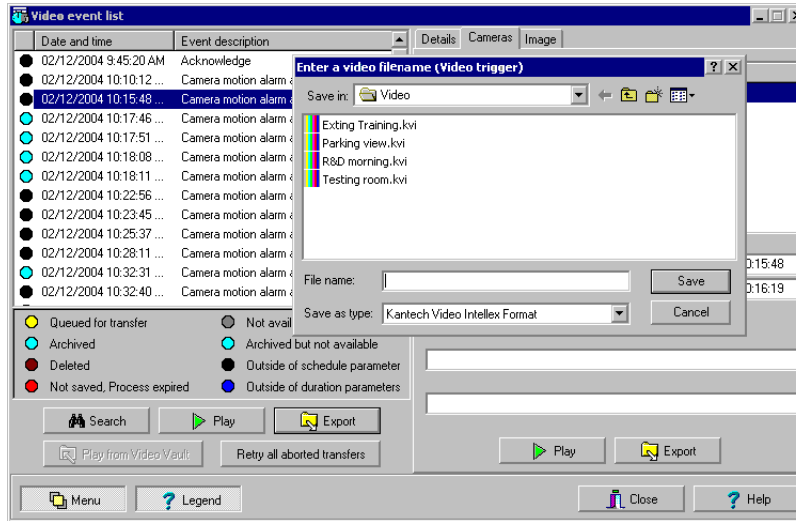 Video event list
Date and time Event description
02/12/2004 9:45:20 AM Acknowledge
02/12/2004 10:10:12 ... Camera motion alarm
02/12/2004 10:15:48 ... Camera motion alarm
02/12/2004 10:17:46 ... Camera motion alarm
02/12/2004 10:17:51 ... Camera motion alarm
02/12/2004 10:18:08 ... Camera motion alarm
02/12/2004 10:18:11 ... Camera motion alarm
02/12/2004 10:22:56 ... Camera motion alarm
02/12/2004 10:23:45 ... Camera motion alarm
02/12/2004 10:25:37 ... Camera motion alarm
02/12/2004 10:28:11 ... Camera motion alarm
02/12/2004 10:32:31 ... Camera motion alarm
02/12/2004 10:32:40 ... Camera motion alarm
Details Cameras Image
Enter a video filename (Video trigger)
Save in: Video
Exting Training.kvi
Parking view.kvi
R&D morning.kvi
Testing room.kvi
File name: Save
Save as type: Kantech Video Intellex Format Cancel
0:15:48
0:16:19
Queued for transfer Not avail
Archived Archived but not available
Deleted Outside of schedule parameter
Not saved, Process expired Outside of duration parameters
Search Play Export
Play from Video Vault Retry all aborted transfers
Play Export
Menu Legend Close Help